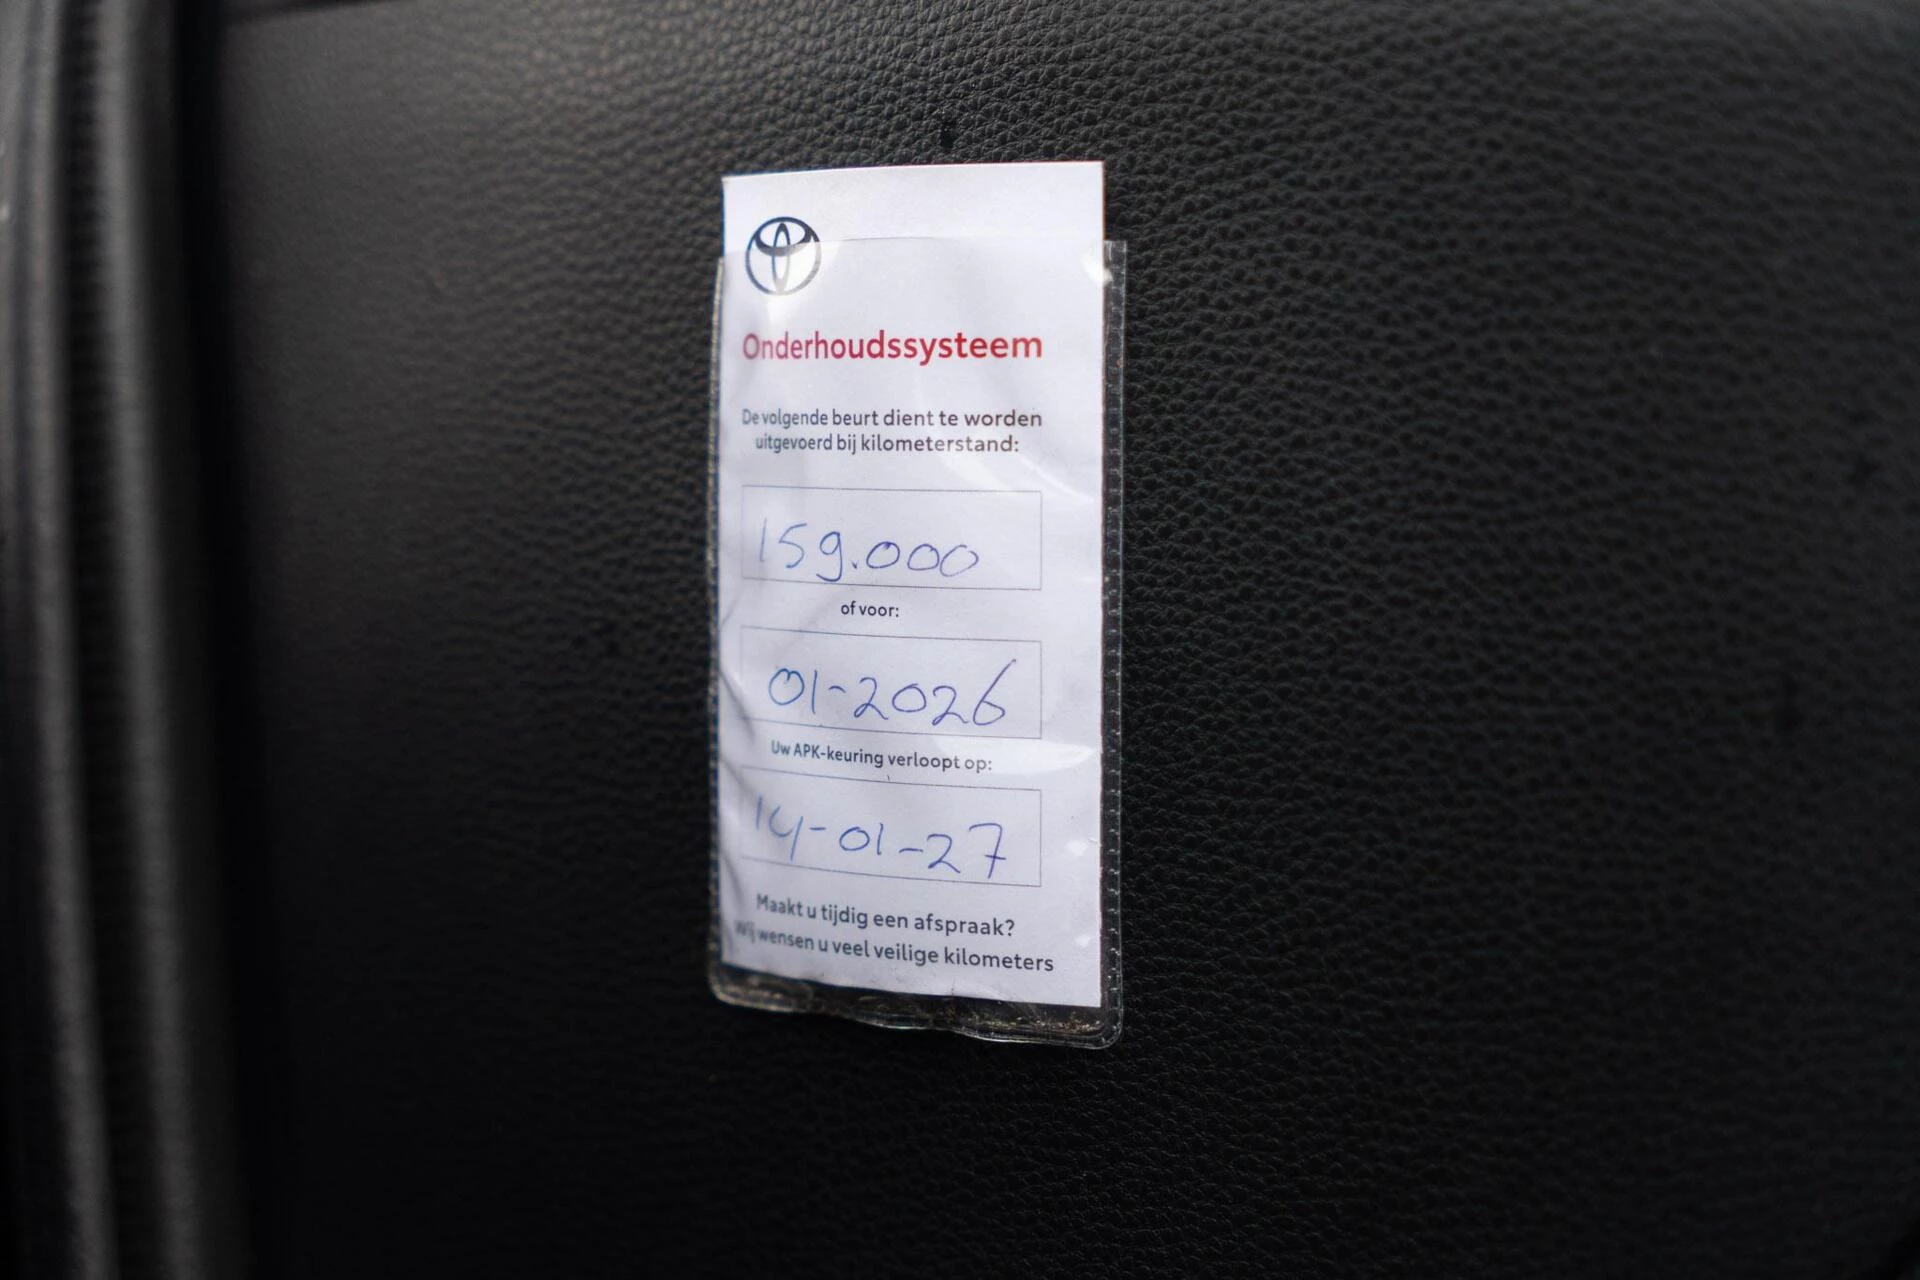 Onderhoudssysteem
De volgende beurt dient te worden
uitgevoerd bij kilometerstand:
159.000
of voor:
01-2026
Uw APK-keuring verloopt op:
14-01-27
Maakt u tijdig een afspraak?
Wij wensen u veel veilige kilometers